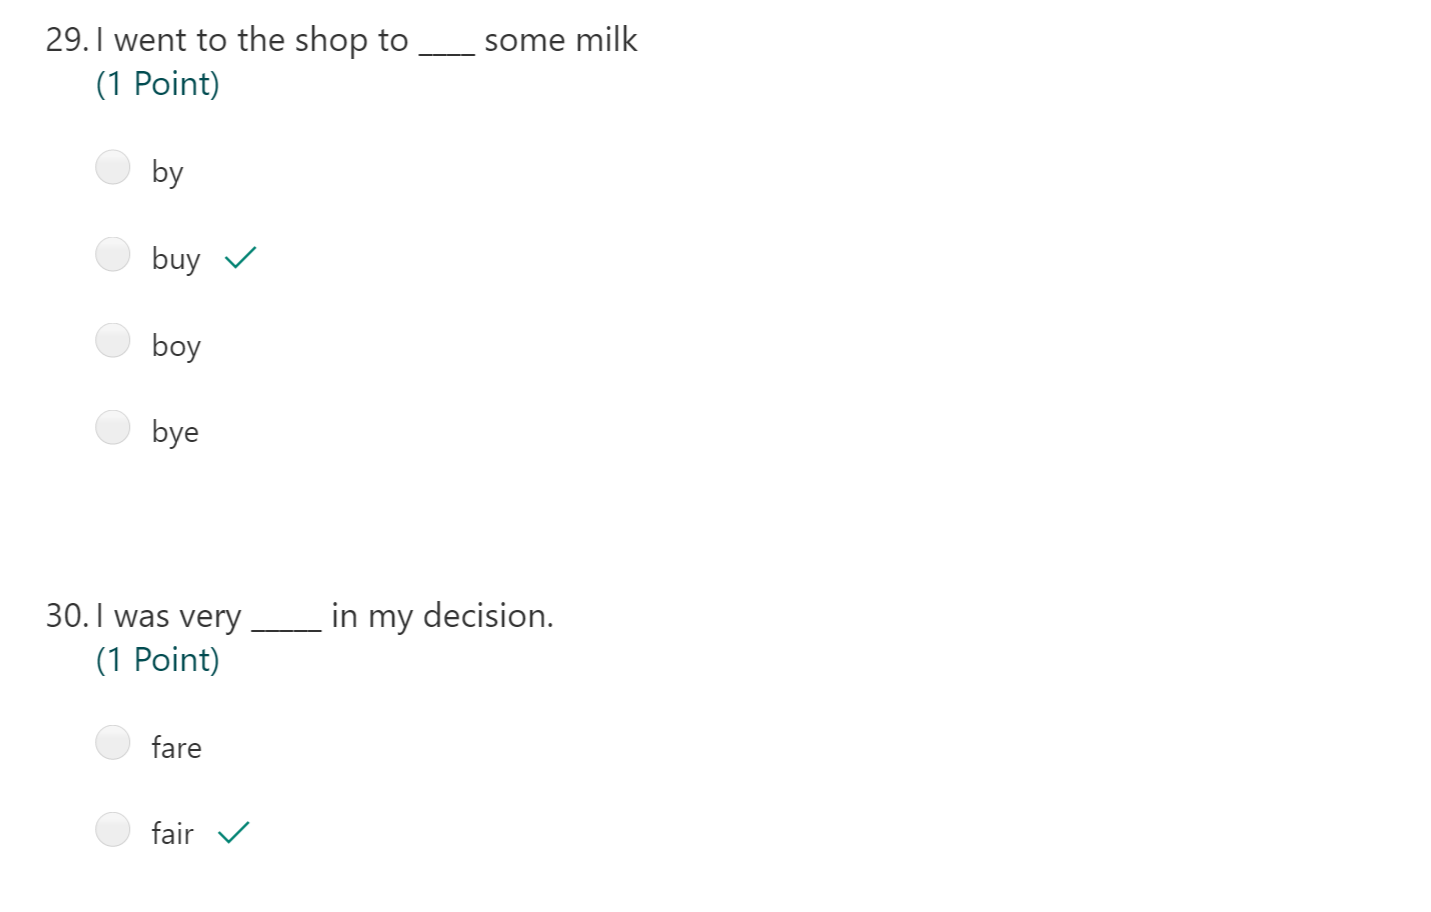 29. I went to the shop to ____ some milk
(1 Point)
by
buy
boy
bye
30. I was very _____ in my decision.
(1 Point)
fare
fair